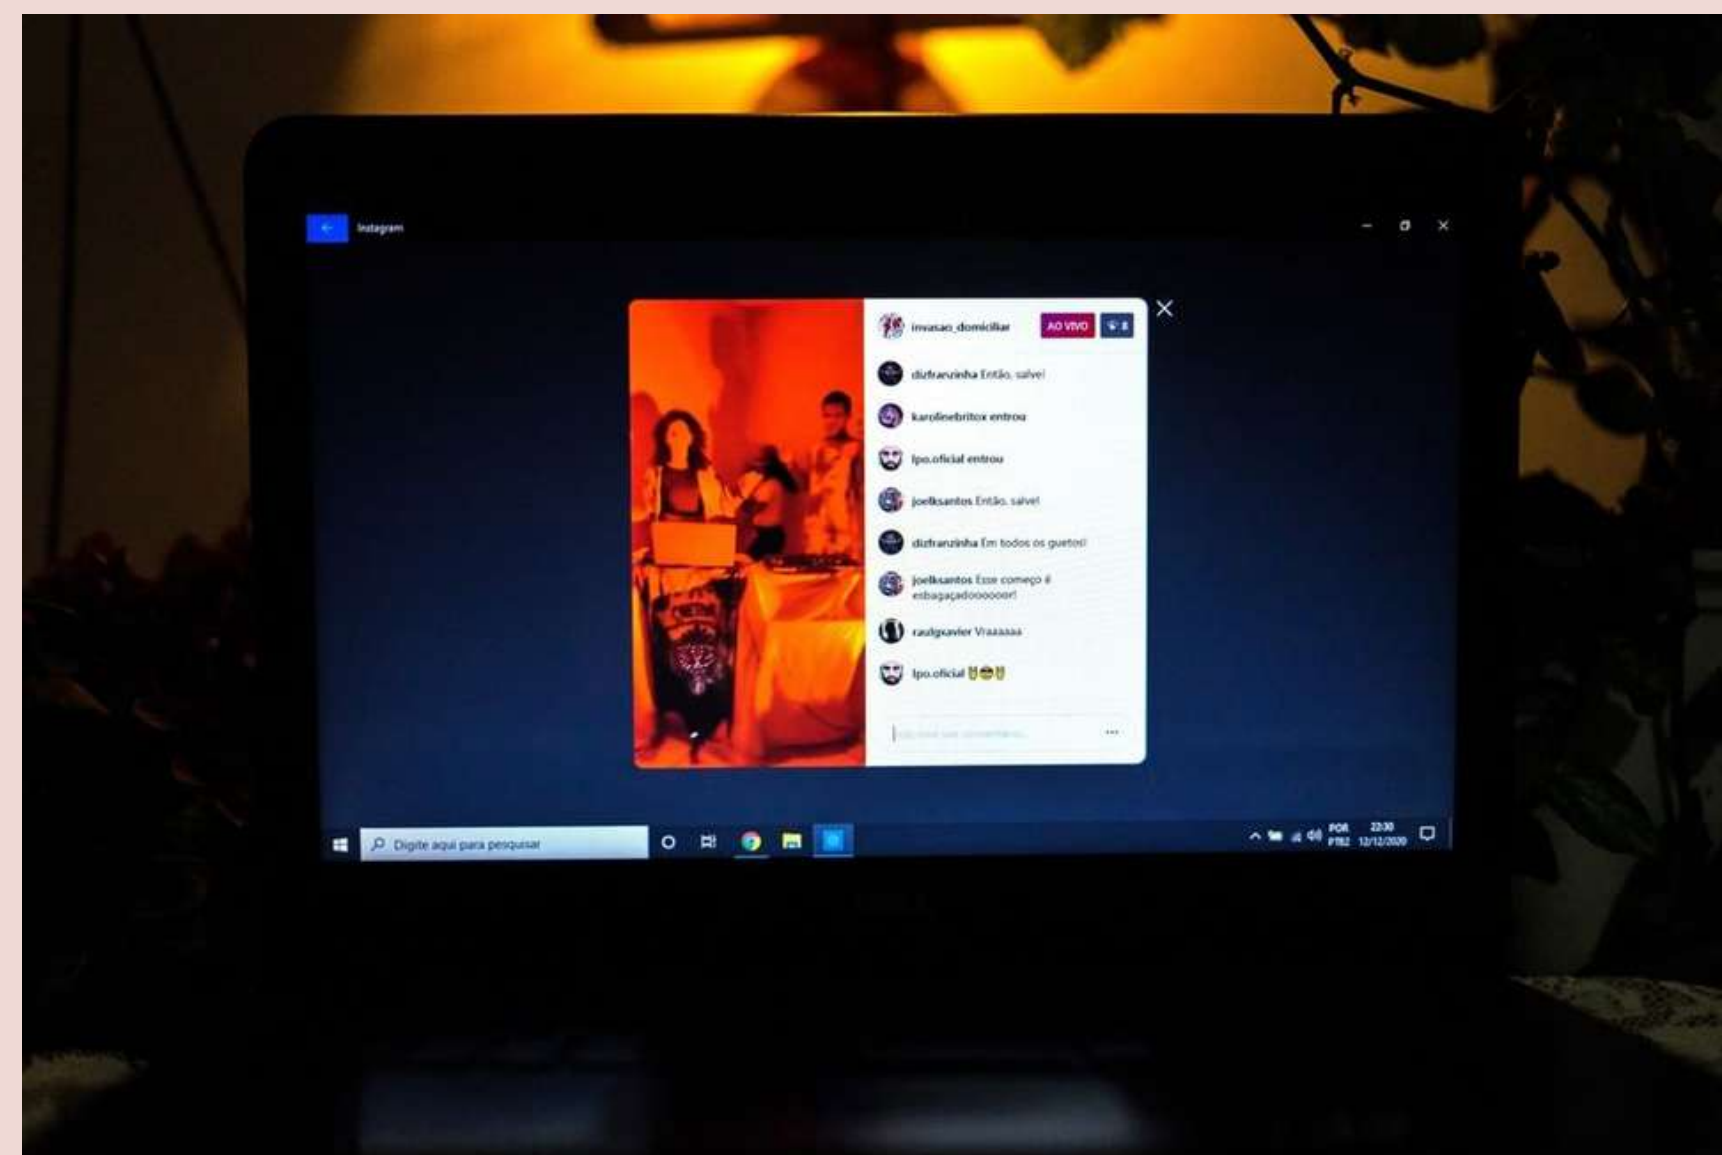 Instagram
invasao_domiciliar AO VIVO 8
dizfranzinha Então, salve!
karolinebritox entrou
lpo.oficial entrou
joelksantos Então, salve!
dizfranzinha Em todos os guetos!
joelksantos Esse começo é
esbagaçadoooooor!
raulgxavier Vraaaaaa
lpo.oficial 🤘😎🤘
Digite aqui para pesquisar
POR 22:30
PTB2 12/12/2020